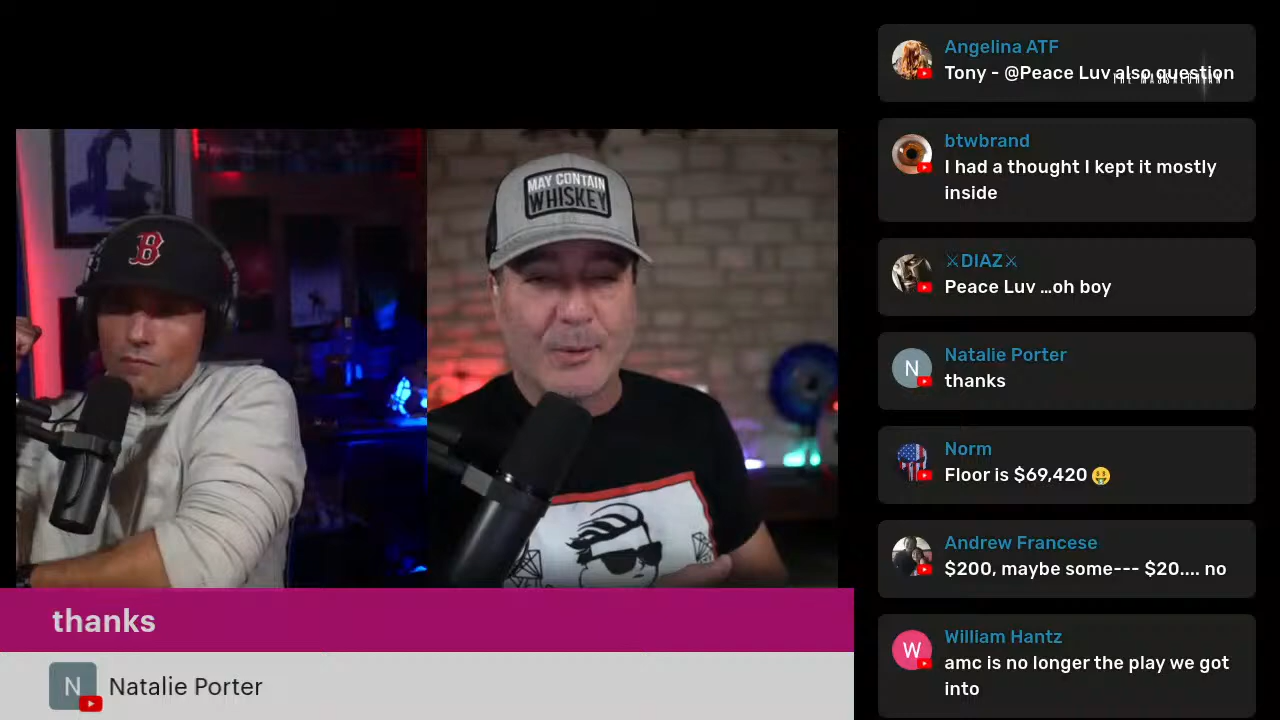 MAY CONTAIN
WHISKEY
B
thanks
N
Natalie Porter
Angelina ATF
Tony - @Peace Luv also question
btwbrand
I had a thought I kept it mostly
inside
⚔DIAZ⚔
Peace Luv ...oh boy
N
Natalie Porter
thanks
Norm
Floor is $69,420 🤑
Andrew Francese
$200, maybe some--- $20.... no
W
William Hantz
amc is no longer the play we got
into